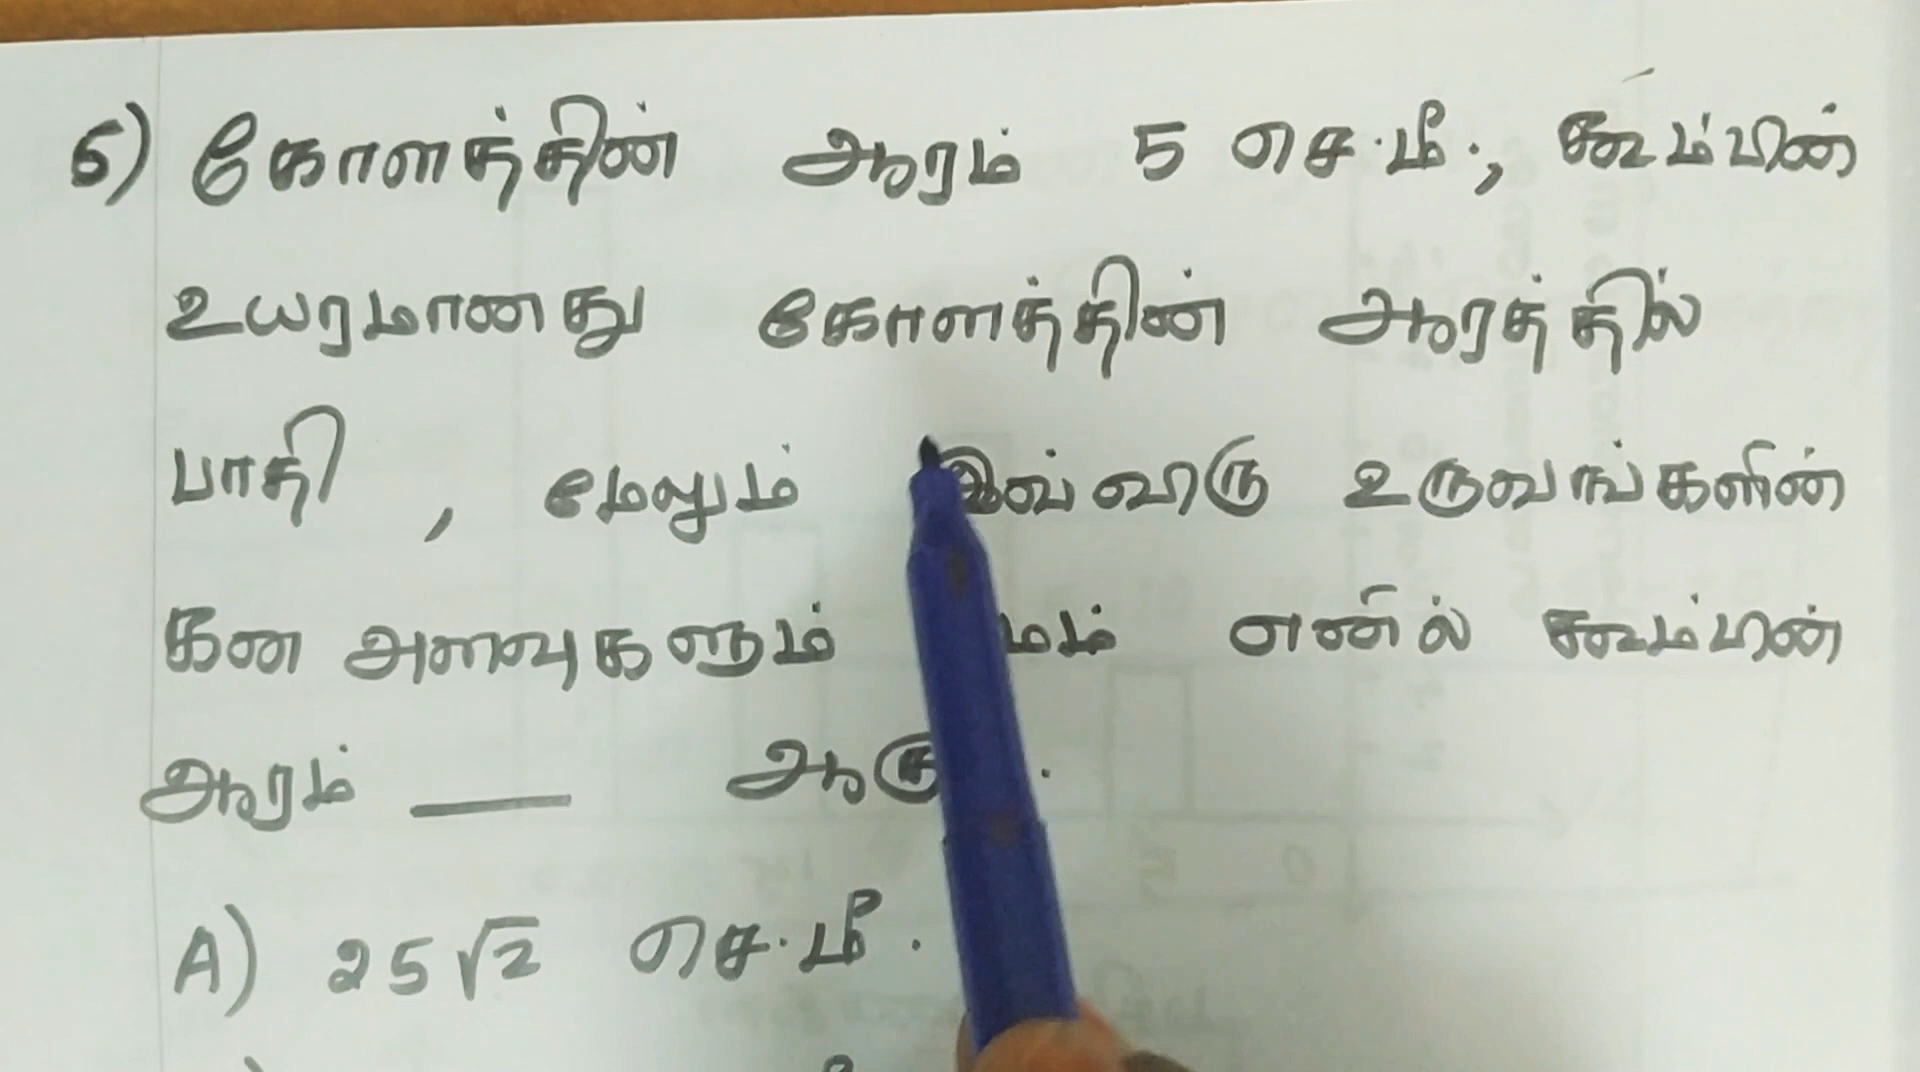 5) கோளத்தின் ஆரம் 5 செ.மீ., கூம்பின்
உயரமானது கோளத்தின் ஆரத்தில்
பாதி , மேலும் இவ்விரு உருவங்களின்
கன அளவுகளும் எனில் கூம்பின்
ஆரம் ___
A) 25√2 செ.மீ.